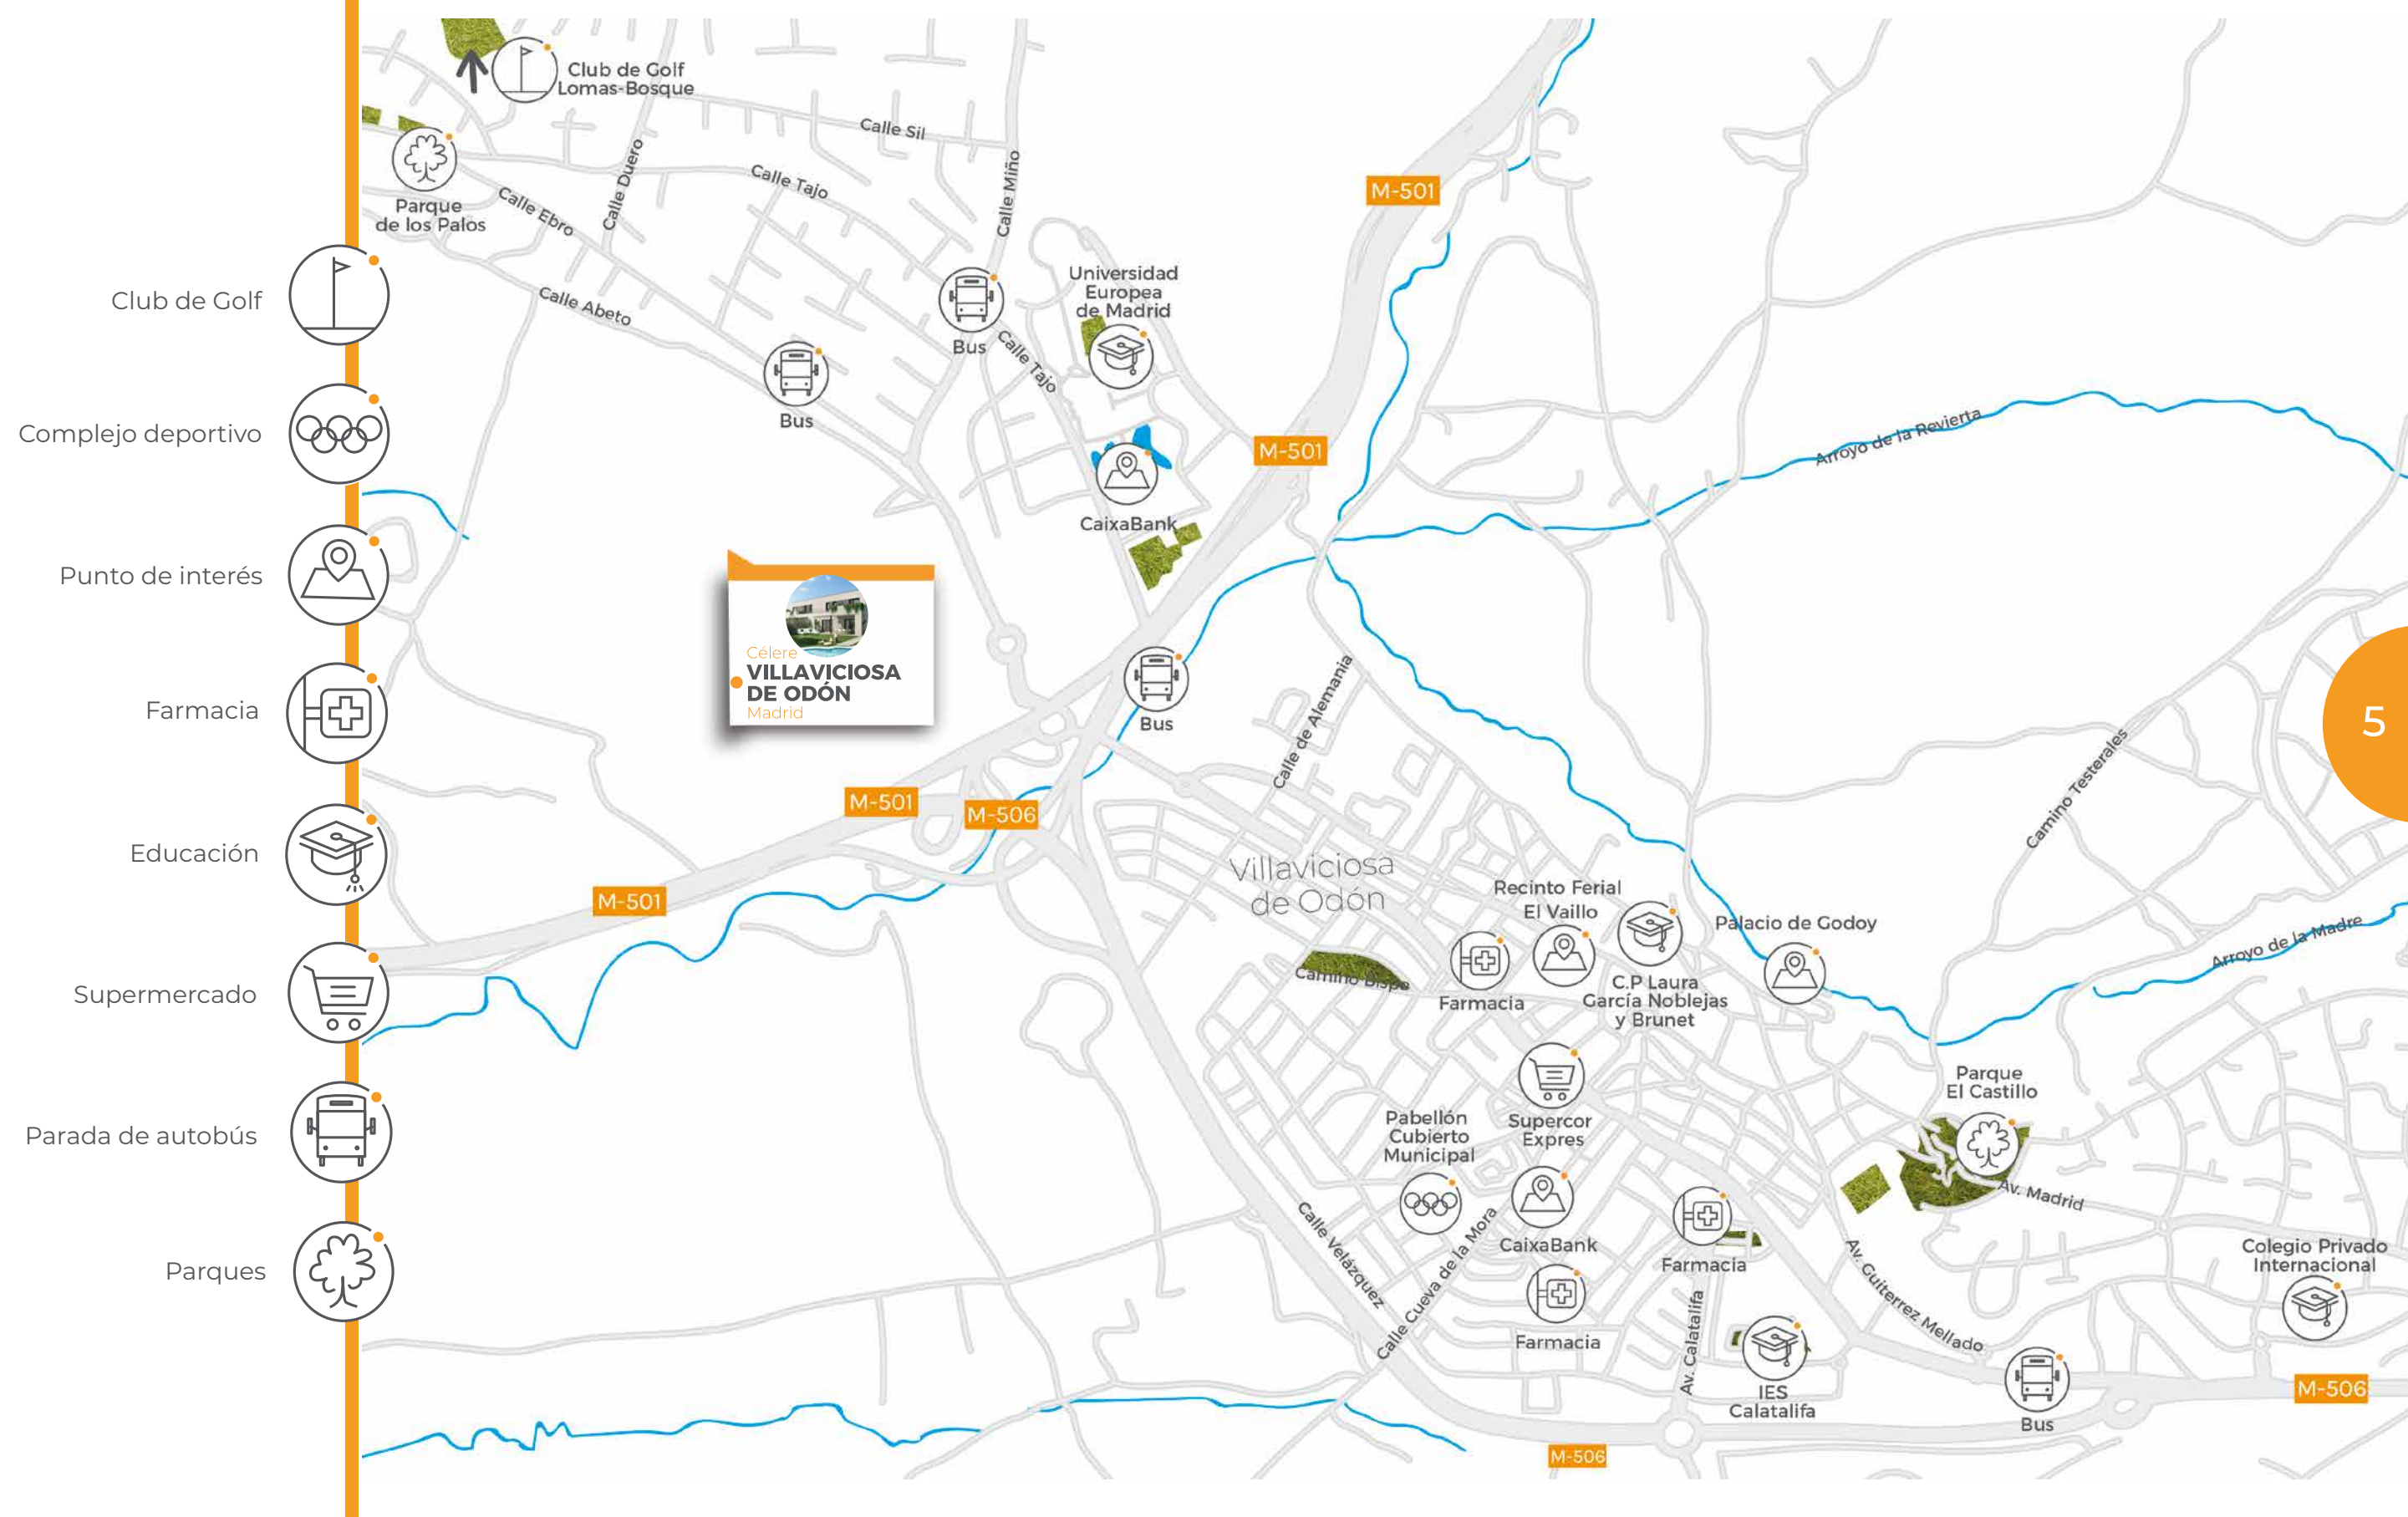 Club de Golf
Complejo deportivo
Punto de interés
Farmacia
Educación
Supermercado
Parada de autobús
Parques
Club de Golf
Lomas-Bosque
Calle Sil
Calle Duero
Calle Tajo
Calle Miño
M-501
Parque
de los Palos
Calle Ebro
Calle Abeto
Universidad
Europea
de Madrid
Bus
Calle Tajo
Bus
M-501
Arroyo de la Revierta
CaixaBank
Célere
VILLAVICIOSA
DE ODÓN
Madrid
Bus
Calle de Alemania
5
M-501
M-506
Camino Testerales
M-501
Villaviciosa
de Odón
Recinto Ferial
El Vaillo
Palacio de Godoy
Arroyo de la Madre
Camino Bispo
Farmacia
C.P Laura
García Noblejas
y Brunet
Parque
El Castillo
Pabellón
Cubierto
Municipal
Supercor
Expres
Av. Madrid
Calle Velázquez
Calle Cueva de la Mora
CaixaBank
Farmacia
Av. Guiterrez Mellado
Colegio Privado
Internacional
Farmacia
Av. Calatalifa
IES
Calatalifa
Bus
M-506
M-506